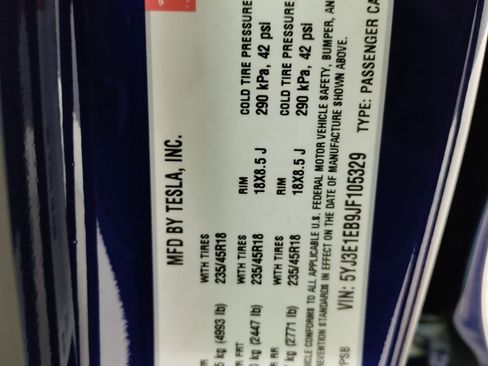 MFD BY TESLA, INC.
kg (4993 lb) WITH TIRES 235/45R18 RIM 18X8.5 J COLD TIRE PRESSURE 290 kPa, 42 psi
FRT kg (2447 lb) WITH TIRES 235/45R18 RIM 18X8.5 J COLD TIRE PRESSURE 290 kPa, 42 psi
RR kg (2771 lb) WITH TIRES 235/45R18
CONFORMS TO ALL APPLICABLE U.S. FEDERAL MOTOR VEHICLE SAFETY, BUMPER, AN
STANDARDS IN EFFECT ON THE DATE OF MANUFACTURE SHOWN ABOVE.
PPSB VIN: 5YJ3E1EB9JF105329 TYPE: PASSENGER CA